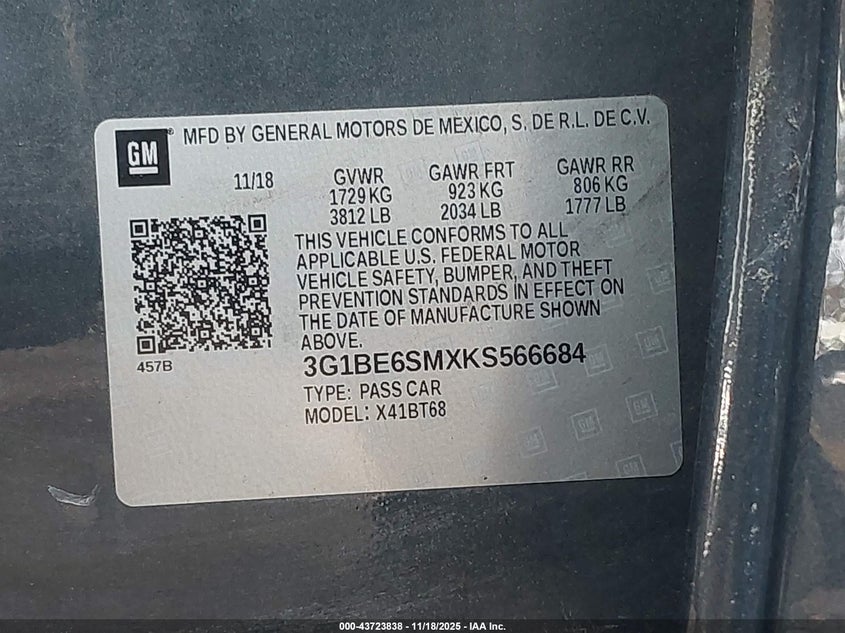 GM® MFD BY GENERAL MOTORS DE MEXICO, S. DE R.L. DE C.V.
11/18 GVWR GAWR FRT GAWR RR
1729 KG 923 KG 806 KG
3812 LB 2034 LB 1777 LB
THIS VEHICLE CONFORMS TO ALL
APPLICABLE U.S. FEDERAL MOTOR
VEHICLE SAFETY, BUMPER, AND THEFT
PREVENTION STANDARDS IN EFFECT ON
THE DATE OF MANUFACTURE SHOWN
ABOVE.
457B
3G1BE6SMXKS566684
TYPE: PASS CAR
MODEL: X41BT68
000-43723838 - 11/18/2025 - IAA Inc.